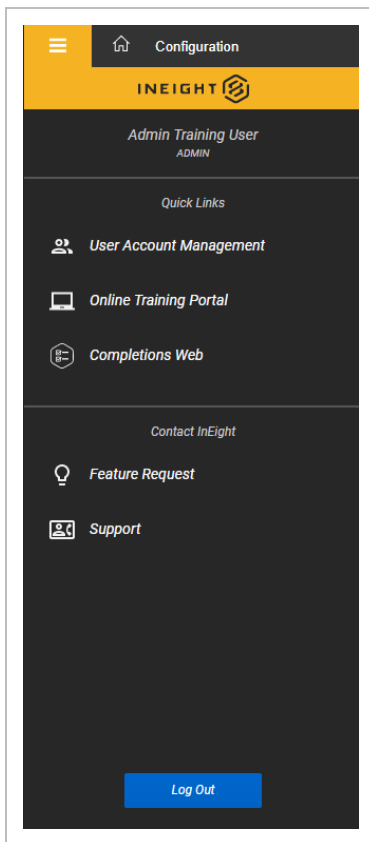 Configuration
INEIGHT
Admin Training User
ADMIN
Quick Links
User Account Management
Online Training Portal
Completions Web
Contact InEight
Feature Request
Support
Log Out